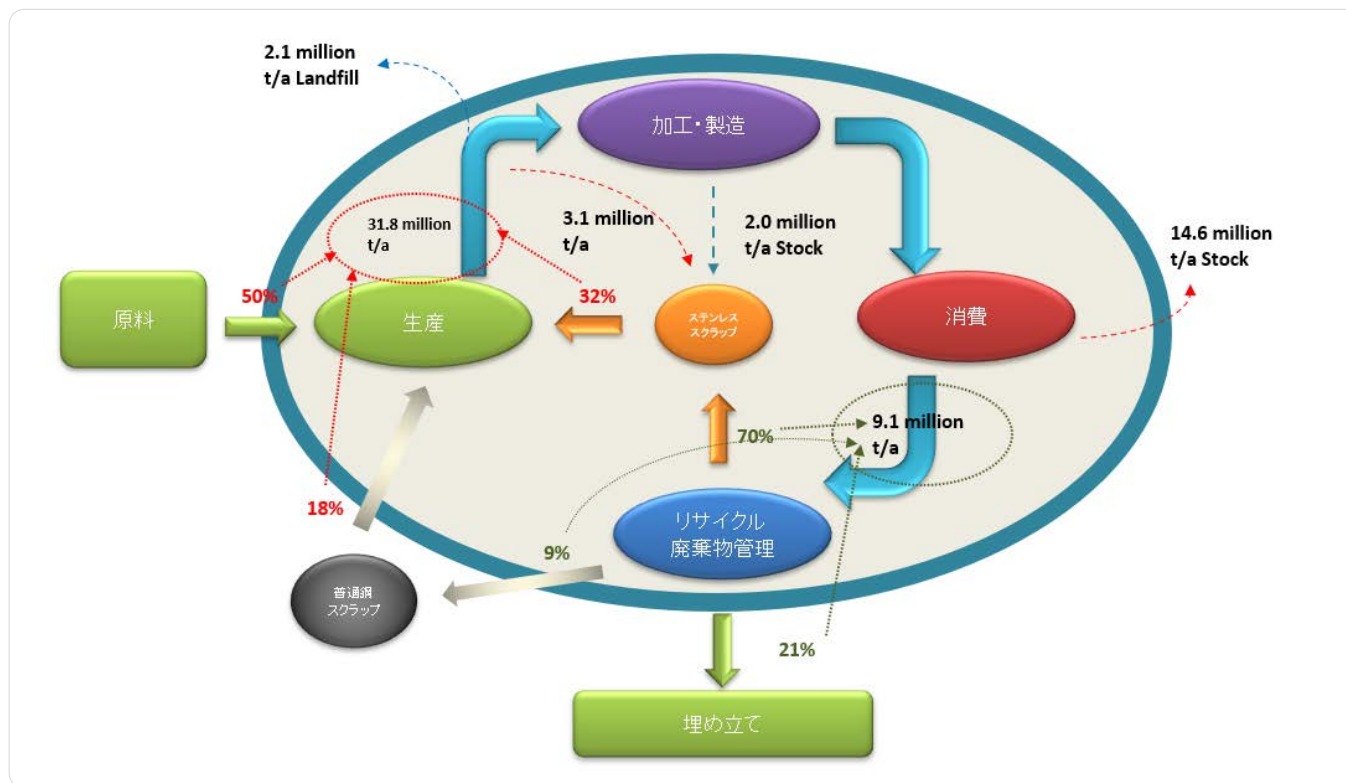 2.1 million
t/a Landfill
加工・製造
31.8 million
t/a
3.1 million
t/a
2.0 million
t/a Stock
14.6 million
t/a Stock
原料
50%
生産
32%
ステンレス
スクラップ
消費
70%
9.1 million
t/a
18%
リサイクル
廃棄物管理
9%
普通鋼
スクラップ
21%
埋め立て